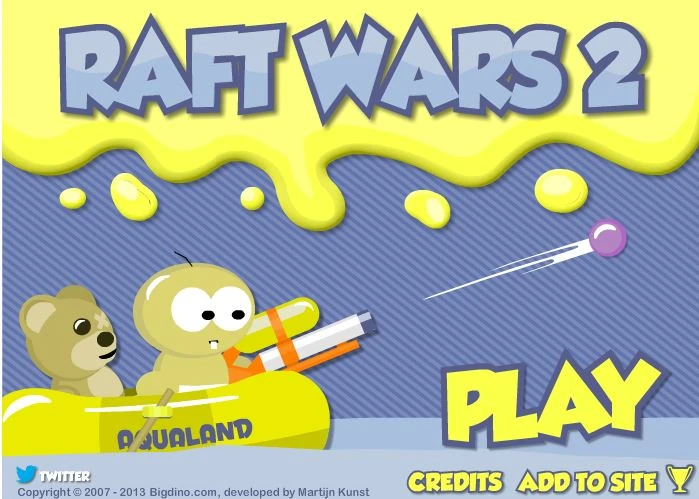 RAFT WARS 2
AQUALAND
PLAY
TWITTER
CREDITS ADD TO SITE
Copyright © 2007 - 2013 Bigdino.com, developed by Martijn Kunst